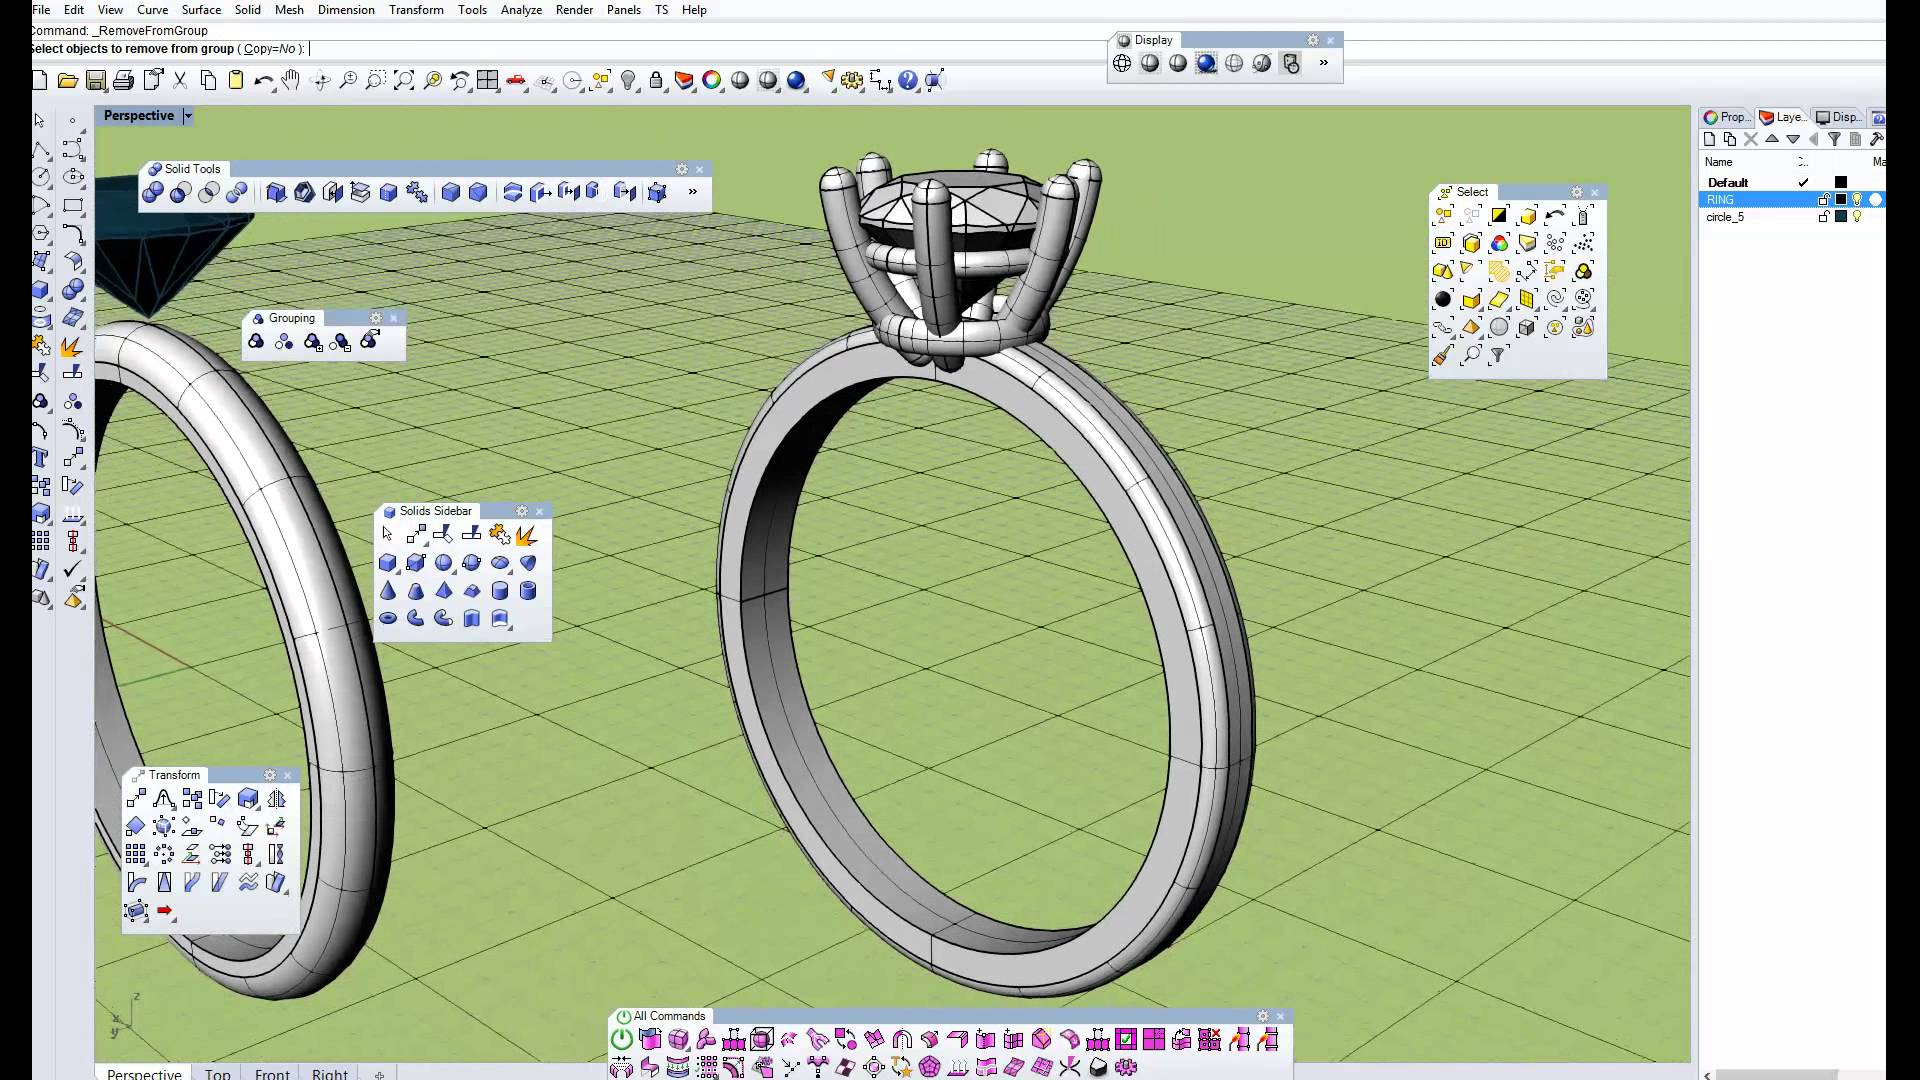 File Edit View Curve Surface Solid Mesh Dimension Transform Tools Analyze Render Panels TS Help
Command: _RemoveFromGroup
Select objects to remove from group ( Copy=No ):
Display
Perspective
Prop... Laye... Disp...
Solid Tools
Name Ma
Default
Select
RING
circle_5
Grouping
Solids Sidebar
Transform
z
x
y
All Commands
Perspective Top Front Right